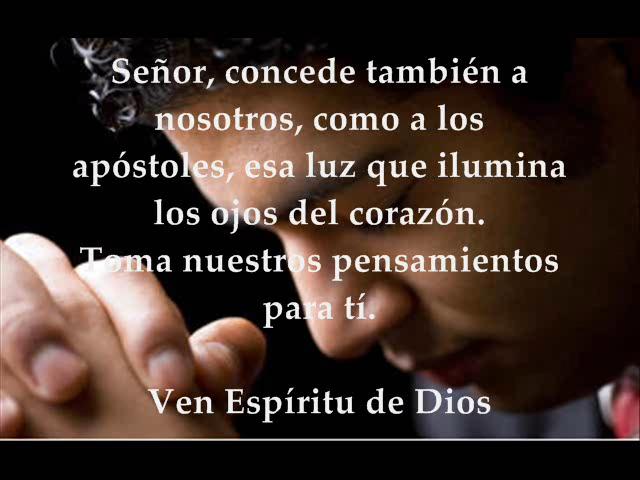 Señor, concede también a
nosotros, como a los
apóstoles, esa luz que ilumina
los ojos del corazón.
Toma nuestros pensamientos
para tí.
Ven Espíritu de Dios